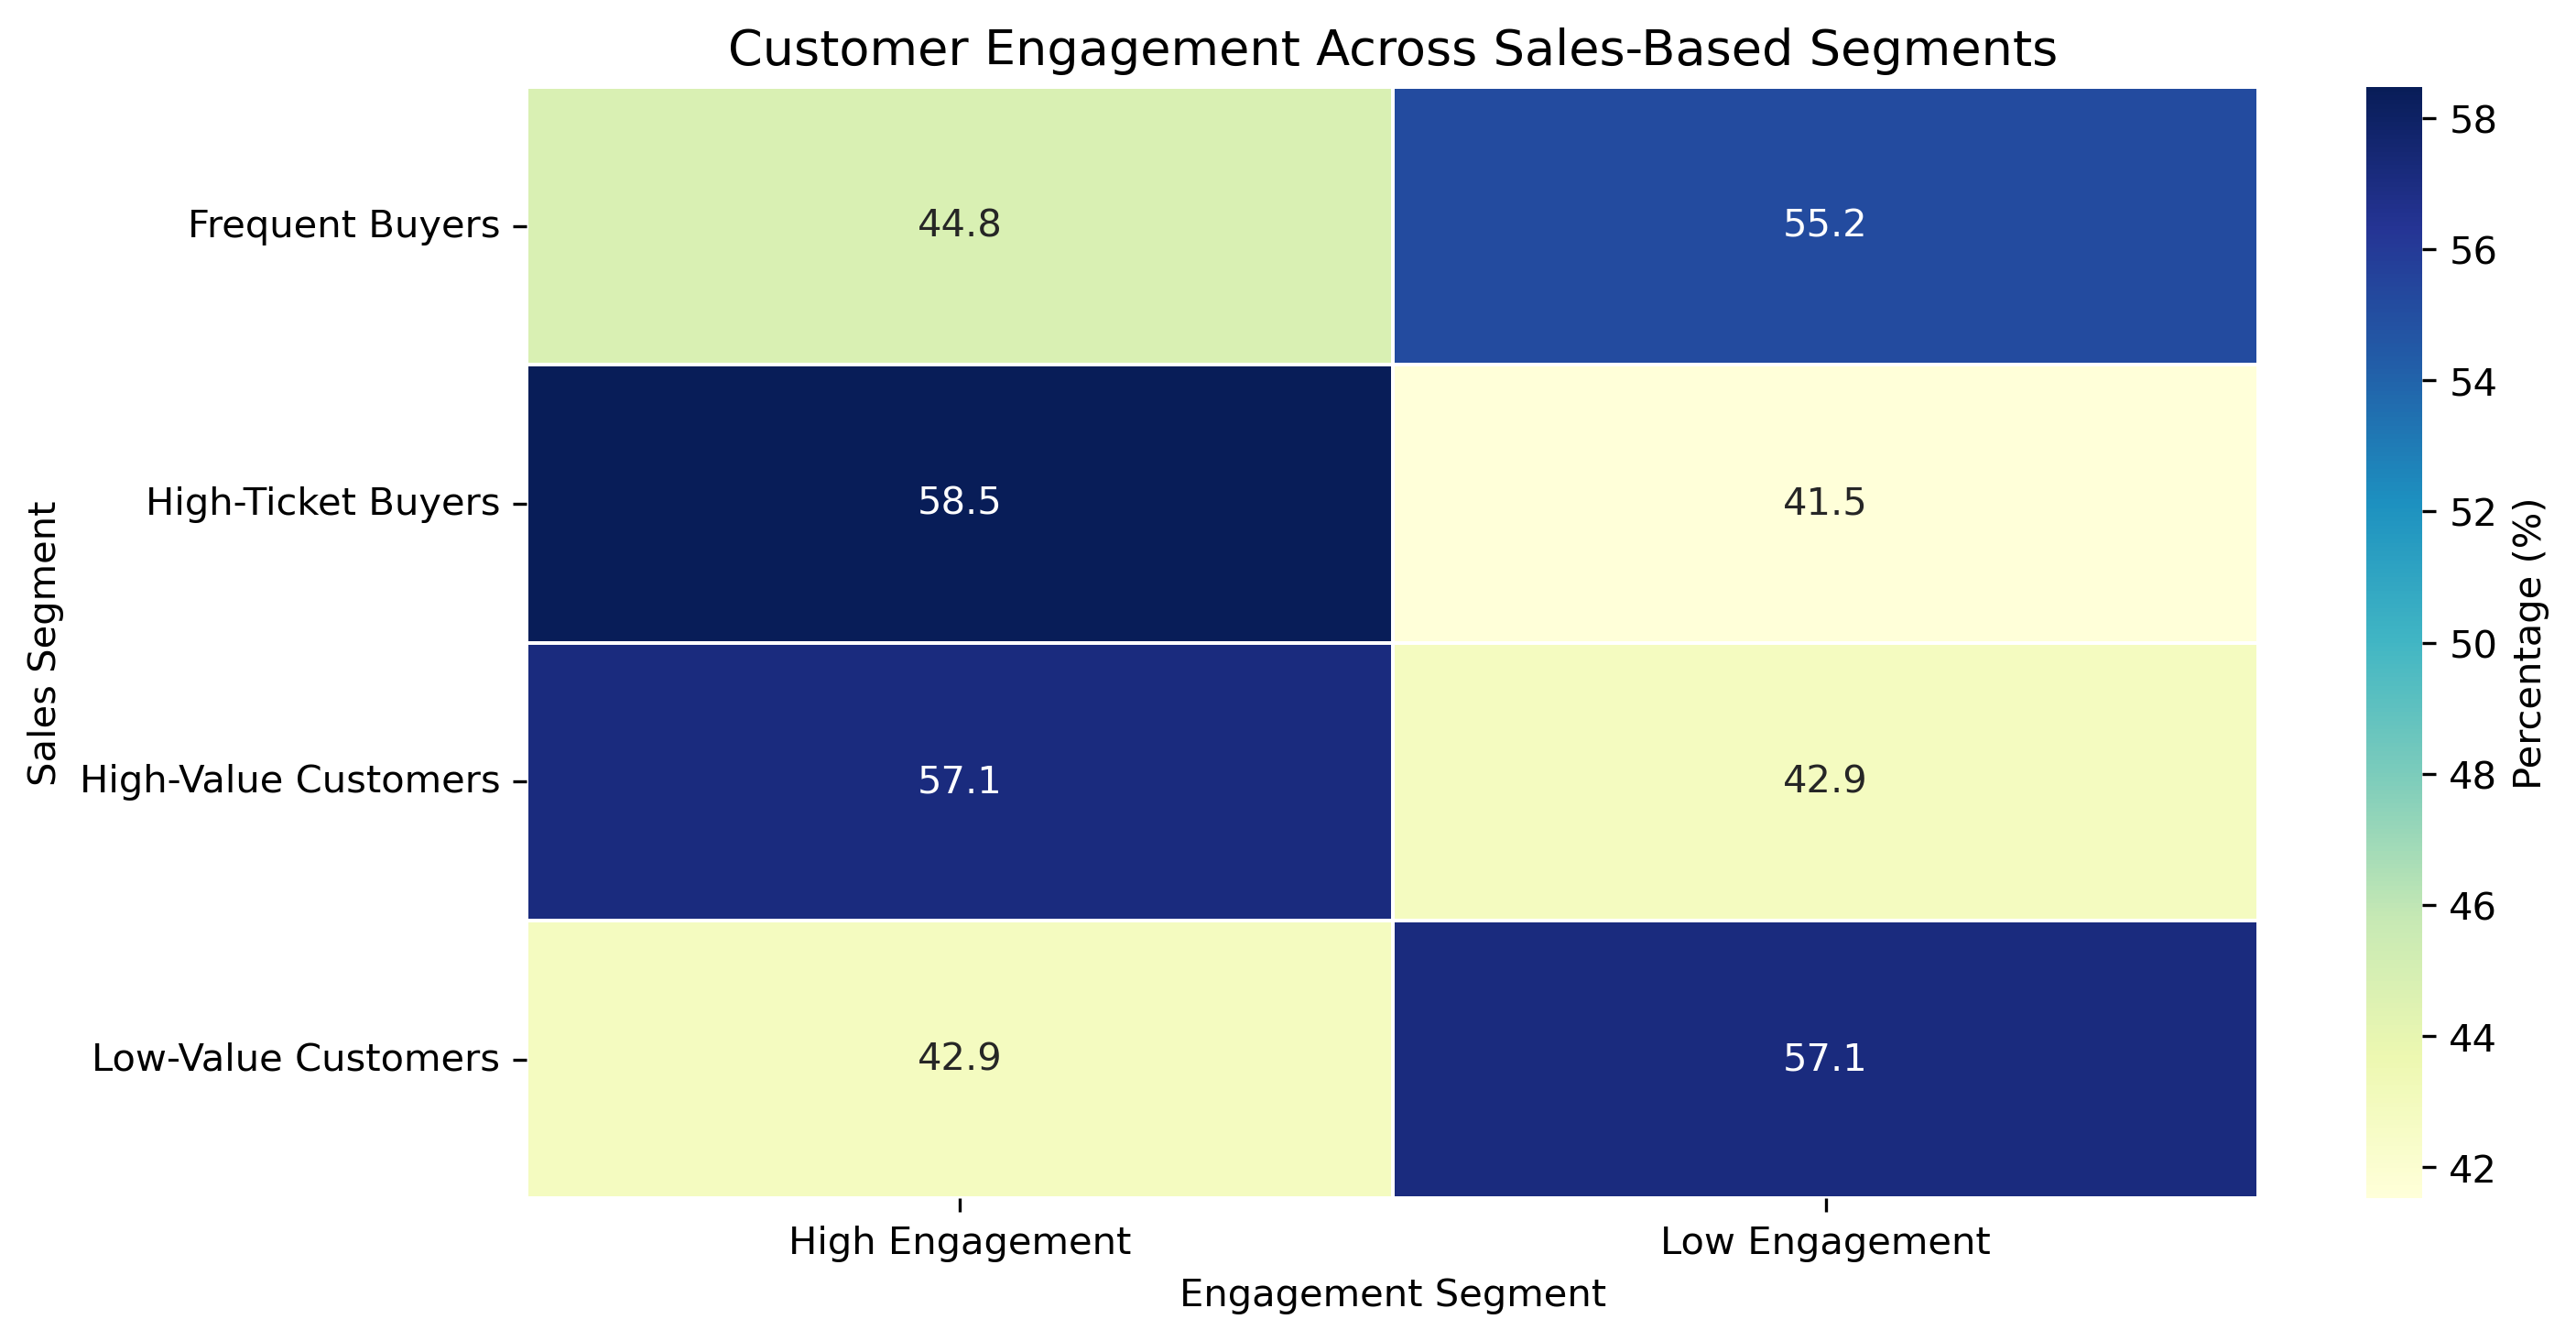 Customer Engagement Across Sales-Based Segments
Sales Segment
Frequent Buyers
44.8
55.2
High-Ticket Buyers
58.5
41.5
High-Value Customers
57.1
42.9
Low-Value Customers
42.9
57.1
High Engagement
Low Engagement
Engagement Segment
58
56
54
52
50
48
46
44
42
Percentage (%)